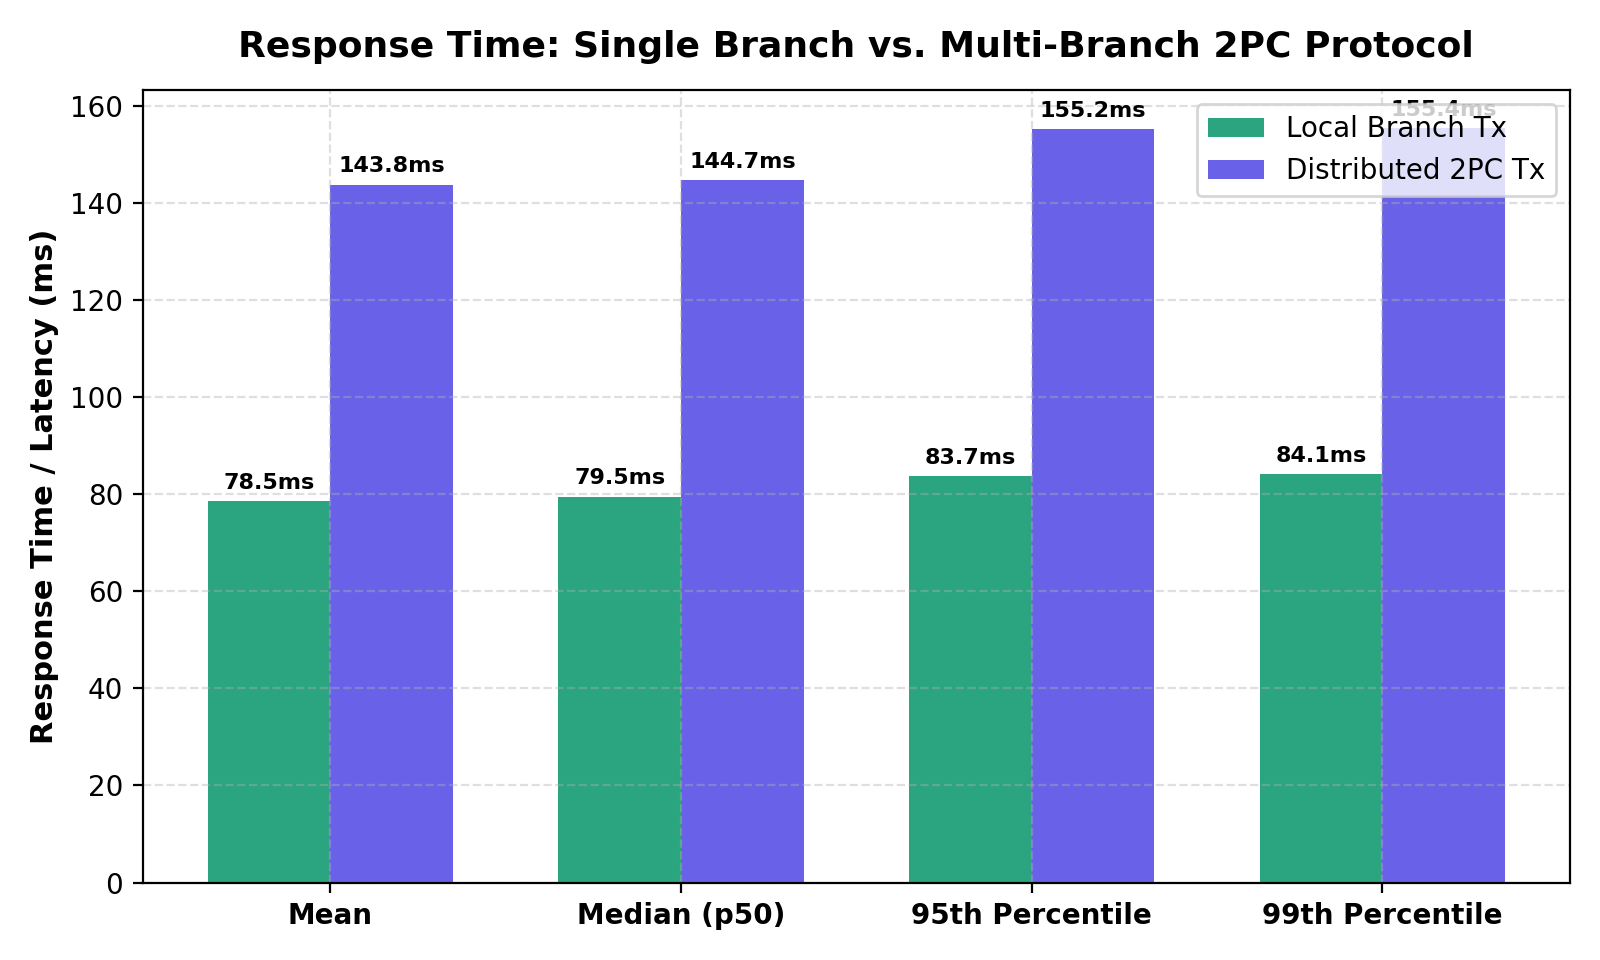 Response Time: Single Branch vs. Multi-Branch 2PC Protocol
Response Time / Latency (ms)
160
140
120
100
80
60
40
20
0
78.5ms
143.8ms
79.5ms
144.7ms
83.7ms
155.2ms
84.1ms
155.4ms
Local Branch Tx
Distributed 2PC Tx
Mean
Median (p50)
95th Percentile
99th Percentile